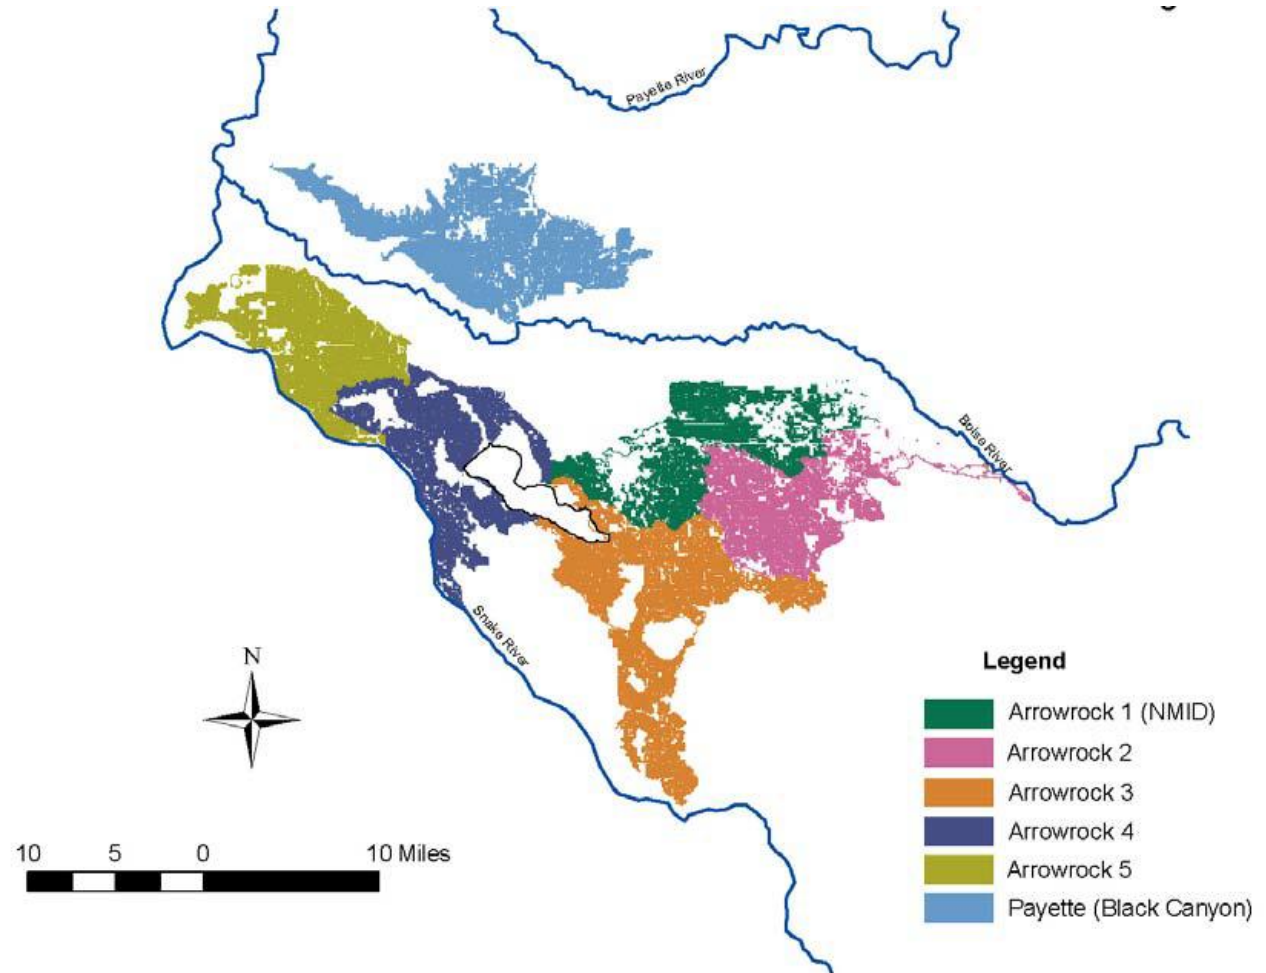 Payette River
Boise River
Snake River
N
Legend
Arrowrock 1 (NMID)
Arrowrock 2
Arrowrock 3
Arrowrock 4
Arrowrock 5
Payette (Black Canyon)
10 5 0 10 Miles